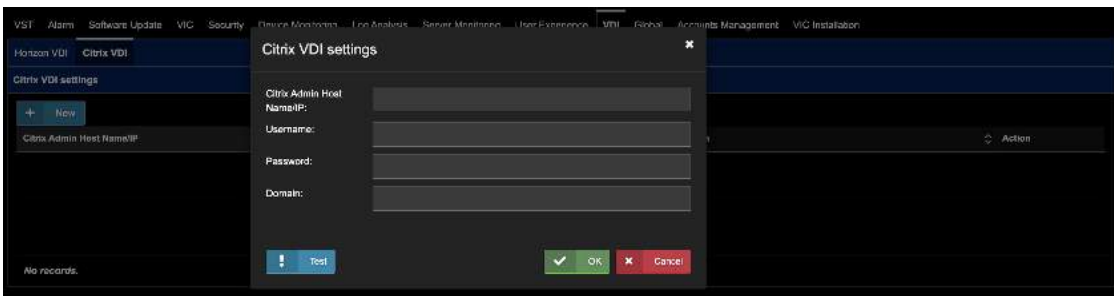 VST Alarm Software Update VIC Security Device Monitoring Log Analysis Server Monitoring User Experience VDI Global Accounts Management VIC Installation
Horizon VDI Citrix VDI
Citrix VDI settings
+ New
Citrix Admin Host Name/IP
Action
Citrix VDI settings
Citrix Admin Host
Name/IP:
Username:
Password:
Domain:
! Test
OK
Cancel
No records.